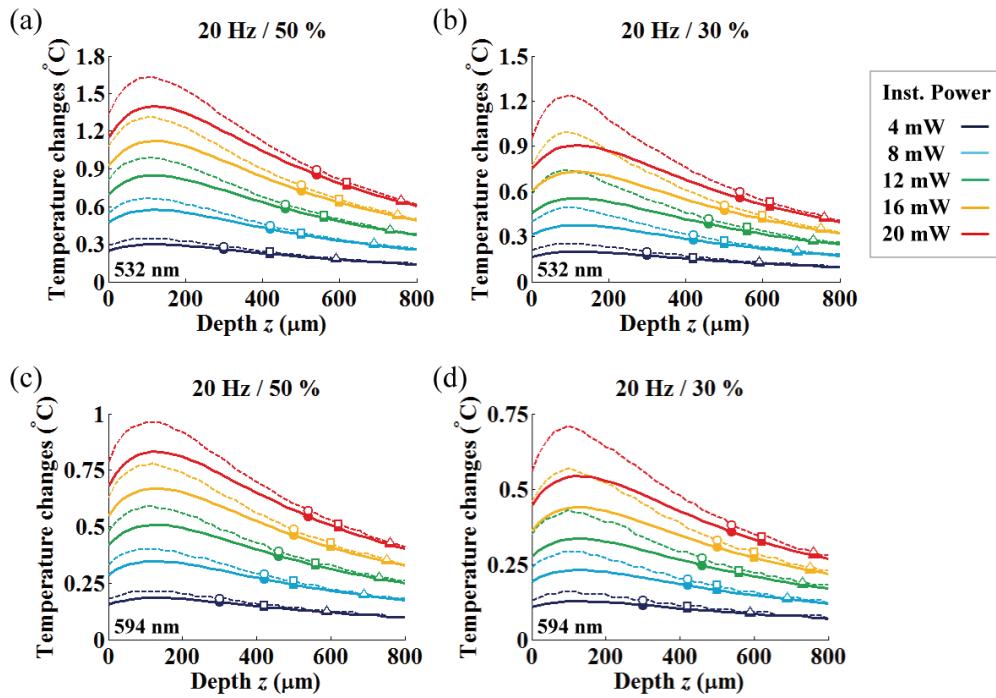 (a)
20 Hz / 50 %
Temperature changes (°C)
1.8
1.5
1.2
0.9
0.6
0.3
0
532 nm
0 200 400 600 800
Depth z (μm)
(b)
20 Hz / 30 %
Temperature changes (°C)
1.5
1.2
0.9
0.6
0.3
0
532 nm
0 200 400 600 800
Depth z (μm)
Inst. Power
4 mW
8 mW
12 mW
16 mW
20 mW
(c)
20 Hz / 50 %
Temperature changes (°C)
1
0.75
0.5
0.25
0
594 nm
0 200 400 600 800
Depth z (μm)
(d)
20 Hz / 30 %
Temperature changes (°C)
0.75
0.5
0.25
0
594 nm
0 200 400 600 800
Depth z (μm)